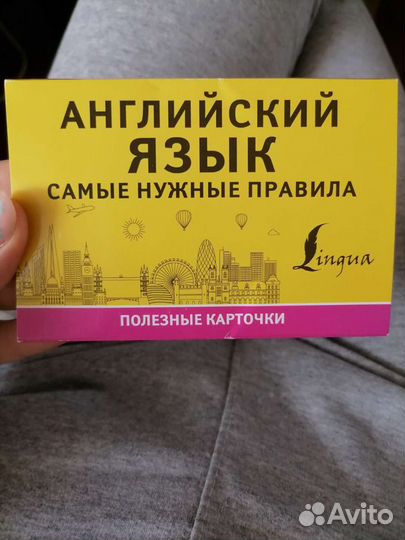 АНГЛИЙСКИЙ
ЯЗЫК
САМЫЕ НУЖНЫЕ ПРАВИЛА
Lingua
ПОЛЕЗНЫЕ КАРТОЧКИ
Avito